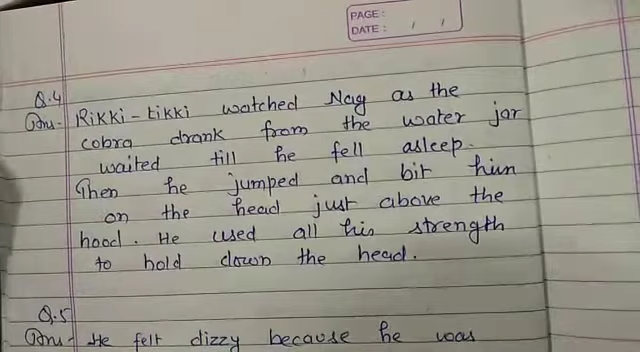 PAGE:
DATE: / /
Q.4
Ans- Rikki-tikki watched Nag as the
cobra drank from the water jar
waited till he fell asleep.
Then he jumped and bit him
on the head just above the
hood. He used all his strength
to hold down the head.
Q.5
Ans- He felt dizzy because he was